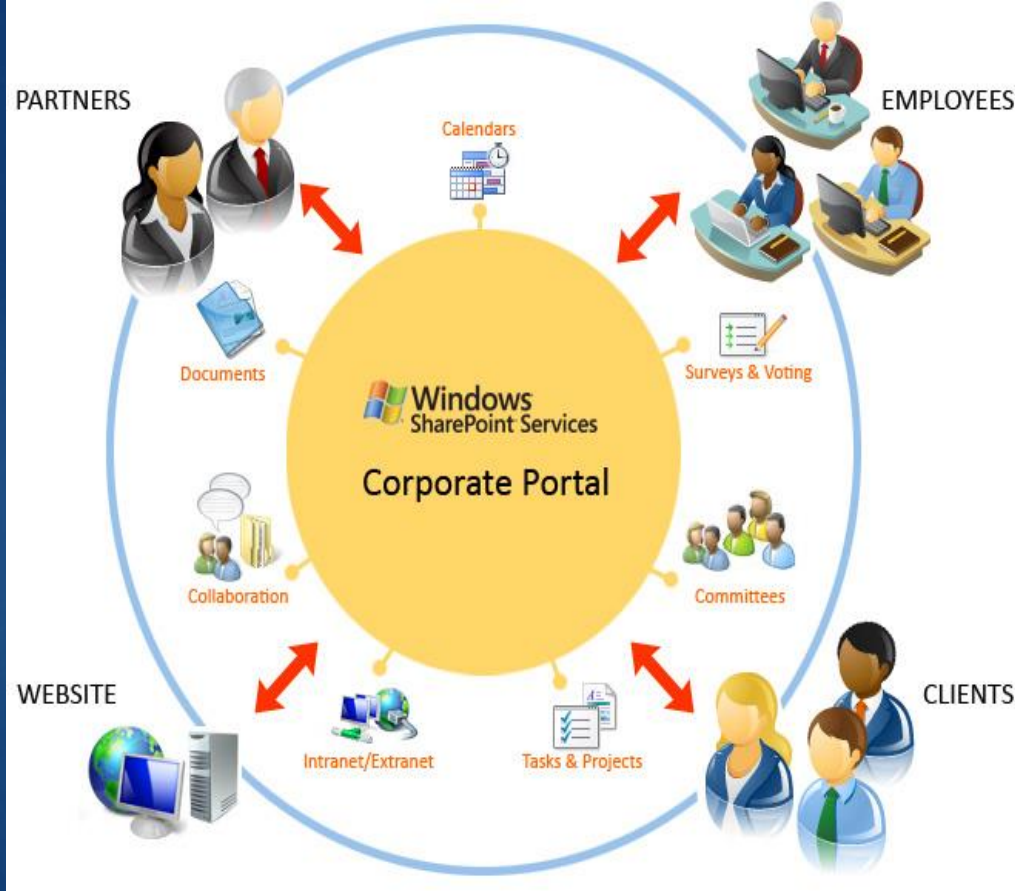 PARTNERS
EMPLOYEES
Calendars
Documents
Surveys & Voting
Windows
SharePoint Services
Corporate Portal
Collaboration
Committees
WEBSITE
CLIENTS
Intranet/Extranet
Tasks & Projects